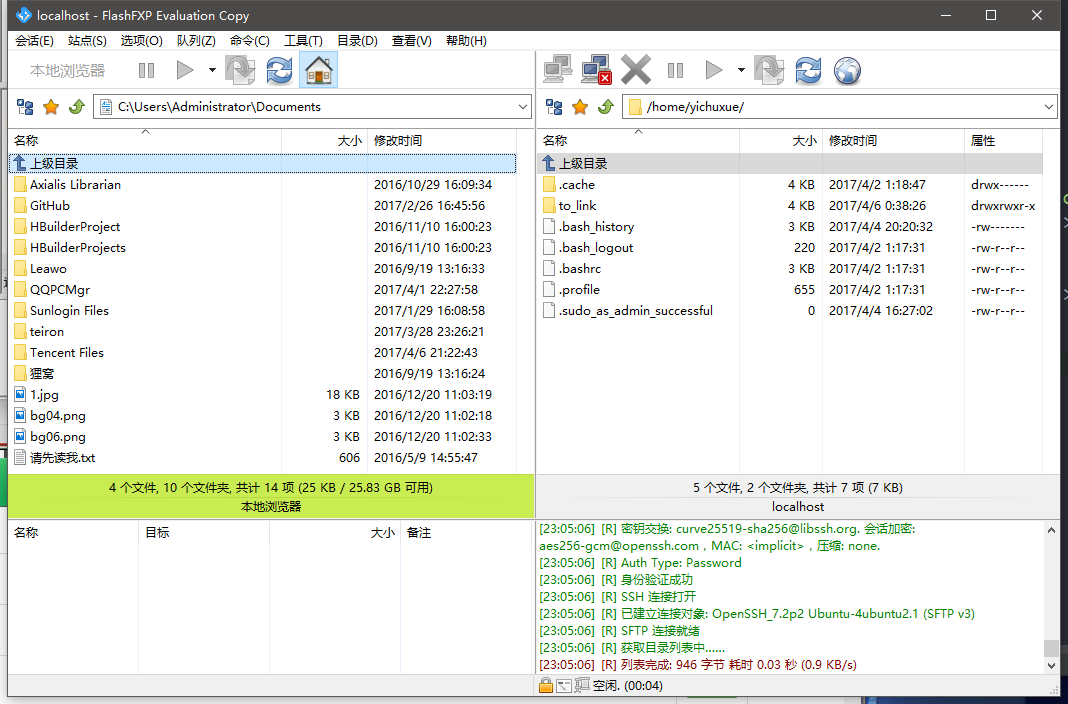 localhost - FlashFXP Evaluation Copy
会话(E) 站点(S) 选项(O) 队列(Z) 命令(C) 工具(T) 目录(D) 查看(V) 帮助(H)
本地浏览器
C:\Users\Administrator\Documents
名称 大小 修改时间
上级目录
Axialis Librarian 2016/10/29 16:09:34
GitHub 2017/2/26 16:45:56
HBuilderProject 2016/11/10 16:00:23
HBuilderProjects 2016/11/10 16:00:23
Leawo 2016/9/19 13:16:33
QQPCMgr 2017/4/1 22:27:58
Sunlogin Files 2017/1/29 16:08:58
teiron 2017/3/28 23:26:21
Tencent Files 2017/4/6 21:22:43
狸窝 2016/9/19 13:16:24
1.jpg 18 KB 2016/12/20 11:03:19
bg04.png 3 KB 2016/12/20 11:02:18
bg06.png 3 KB 2016/12/20 11:02:33
请先读我.txt 606 2016/5/9 14:55:47
4 个文件, 10 个文件夹, 共计 14 项 (25 KB / 25.83 GB 可用)
本地浏览器
/home/yichuxue/
名称 大小 修改时间 属性
上级目录
.cache 4 KB 2017/4/2 1:18:47 drwx------
to_link 4 KB 2017/4/6 0:38:26 drwxrwxr-x
.bash_history 3 KB 2017/4/4 20:20:32 -rw-------
.bash_logout 220 2017/4/2 1:17:31 -rw-r--r--
.bashrc 3 KB 2017/4/2 1:17:31 -rw-r--r--
.profile 655 2017/4/2 1:17:31 -rw-r--r--
.sudo_as_admin_successful 0 2017/4/4 16:27:02 -rw-r--r--
5 个文件, 2 个文件夹, 共计 7 项 (7 KB)
localhost
名称 目标 大小 备注
[23:05:06] [R] 密钥交换: curve25519-sha256@libssh.org. 会话加密:
aes256-gcm@openssh.com，MAC: <implicit>，压缩: none.
[23:05:06] [R] Auth Type: Password
[23:05:06] [R] 身份验证成功
[23:05:06] [R] SSH 连接打开
[23:05:06] [R] 已建立连接对象: OpenSSH_7.2p2 Ubuntu-4ubuntu2.1 (SFTP v3)
[23:05:06] [R] SFTP 连接就绪
[23:05:06] [R] 获取目录列表中......
[23:05:06] [R] 列表完成: 946 字节 耗时 0.03 秒 (0.9 KB/s)
空闲. (00:04)